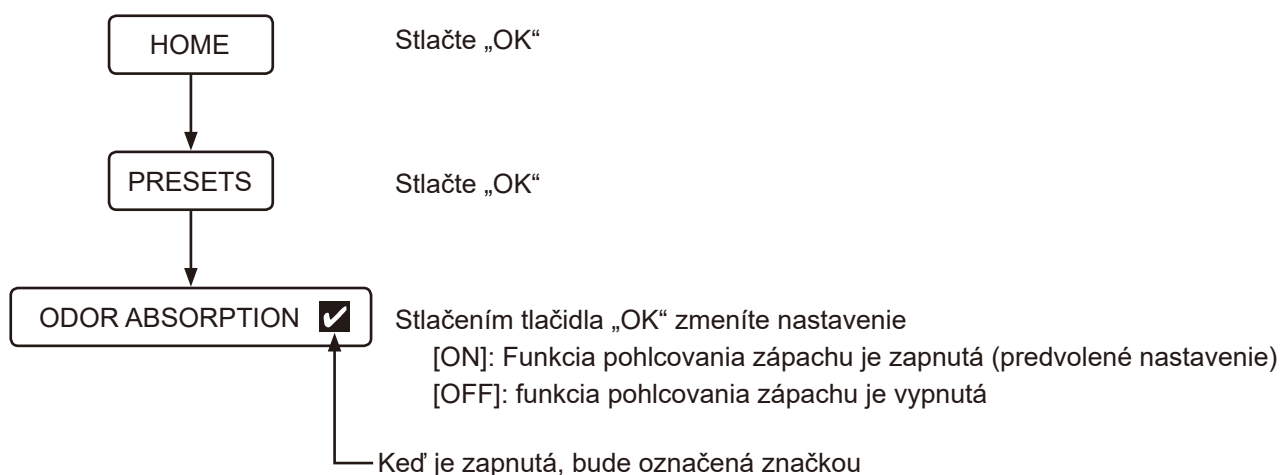 HOME
Stlačte „OK“
PRESETS
Stlačte „OK“
ODOR ABSORPTION ✔
Stlačením tlačidla „OK“ zmeníte nastavenie
[ON]: Funkcia pohlcovania zápachu je zapnutá (predvolené nastavenie)
[OFF]: funkcia pohlcovania zápachu je vypnutá
Keď je zapnutá, bude označená značkou